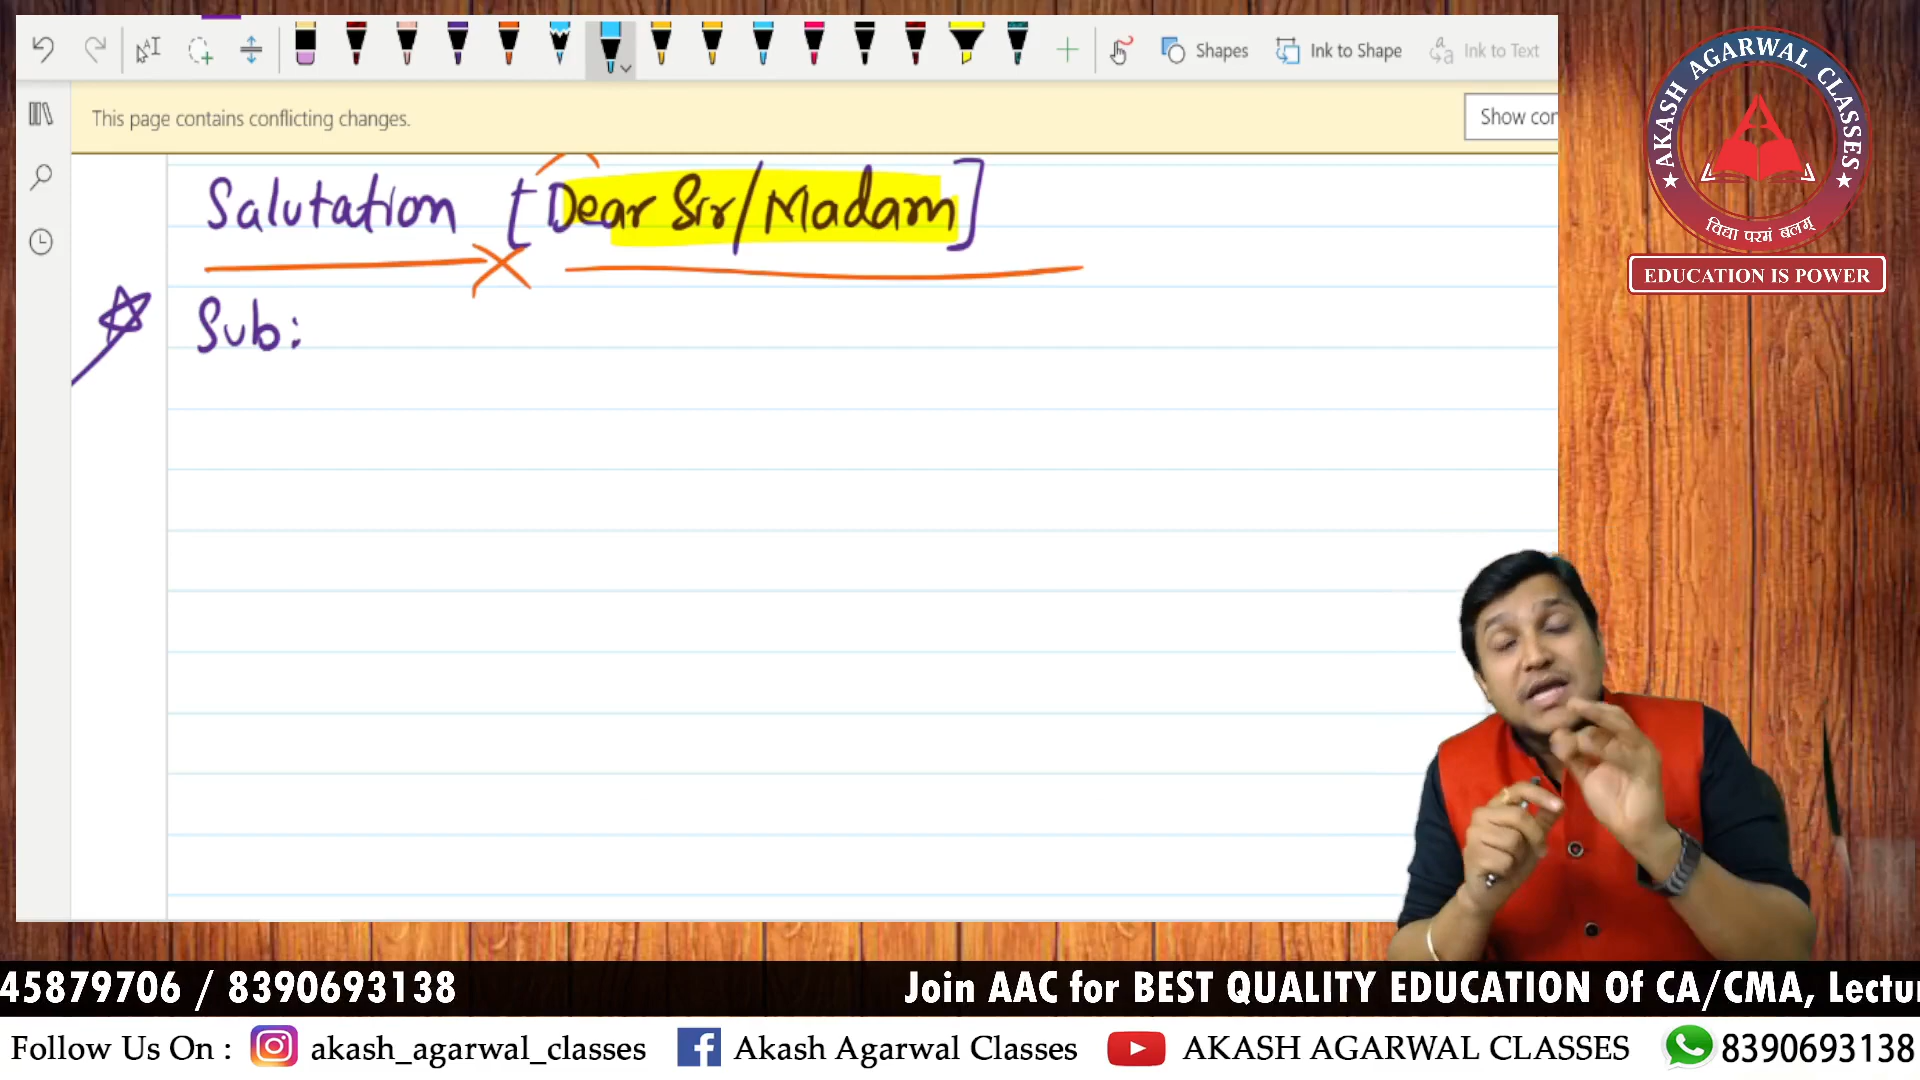 Shapes
Ink to Shape
Ink to Text
This page contains conflicting changes.
Show con
Salutation [Dear Sir/Madam]
Sub:
AKASH AGARWAL CLASSES
विद्या परमं बलम्
EDUCATION IS POWER
45879706 / 8390693138
Join AAC for BEST QUALITY EDUCATION Of CA/CMA, Lectu
Follow Us On :
akash_agarwal_classes
Akash Agarwal Classes
AKASH AGARWAL CLASSES
8390693138